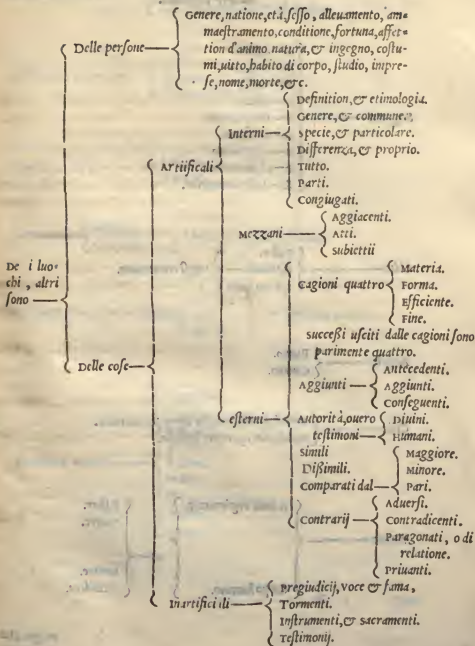 Genere, natione, età, seſſo, alleuamento, am
maeſtramento, conditione, fortuna, affet-
tion d'animo. natura, & ingegno, coſtu-
mi, uitto, habito di corpo, ſtudio, impre-
ſe, nome, morte, & c.
Delle perſone
Definition, & etimologia.
Genere, & commune.
specie, & particolare.
Differenza, & proprio.
Tutto.
Parti.
Congiugati.
Interni
Artificali
Aggiacenti.
Atti.
subiettii
Mezzani
De i luo-
chi, altri
ſono
Materia.
Forma.
Efficiente.
Fine.
Cagioni quattro
succeßi uſciti dalle cagioni ſono
parimente quattro.
Delle coſe
Antecedenti.
Aggiunti.
Conſeguenti.
Aggiunti
eſterni
Autorità, ouero
teſtimoni
Diuini.
Humani.
simili
Dißimili.
Comparati dal
Maggiore.
Minore.
Pari.
Contrarij
Aduerſi.
Contradicenti.
Paragonati, o di
relatione.
Priuanti.
Inartificiali
Pregiudicij, voce & fama,
Tormenti.
Inſtrumenti, & sacramenti.
Teſtimonij.